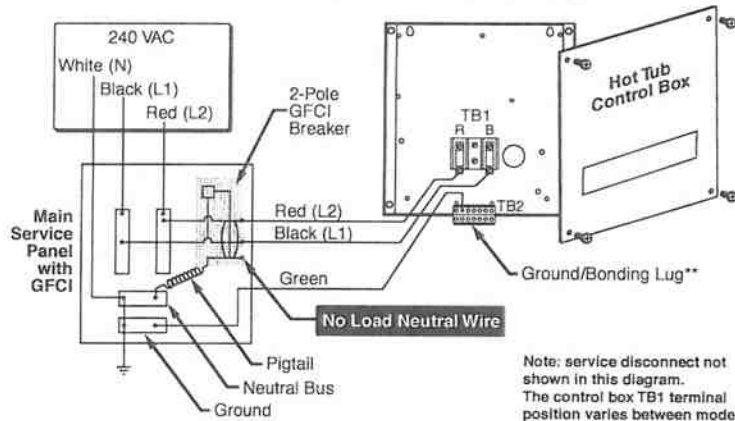 240 VAC
White (N)
Black (L1)
Red (L2)
2-Pole
GFCI
Breaker
Hot Tub
Control Box
TB1
R B
TB2
Main
Service
Panel
with
GFCI
Red (L2)
Black (L1)
Green
Ground/Bonding Lug**
No Load Neutral Wire
Pigtail
Neutral Bus
Ground
Note: service disconnect not
shown in this diagram.
The control box TB1 terminal
position varies between mode